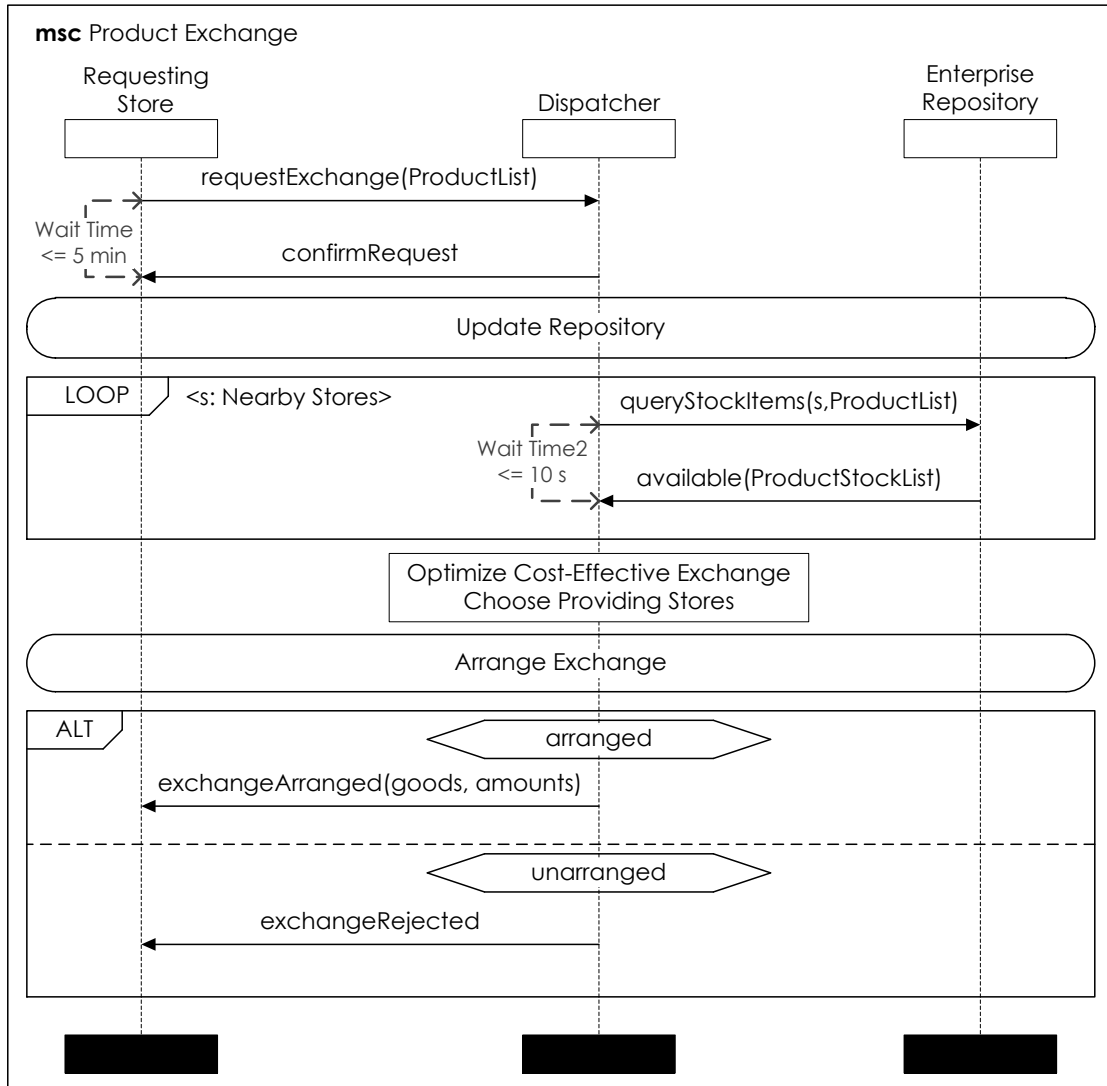 msc Product Exchange
Requesting
Store
Dispatcher
Enterprise
Repository
requestExchange(ProductList)
Wait Time
<= 5 min
confirmRequest
Update Repository
LOOP
<s: Nearby Stores>
queryStockItems(s,ProductList)
Wait Time2
<= 10 s
available(ProductStockList)
Optimize Cost-Effective Exchange
Choose Providing Stores
Arrange Exchange
ALT
arranged
exchangeArranged(goods, amounts)
unarranged
exchangeRejected